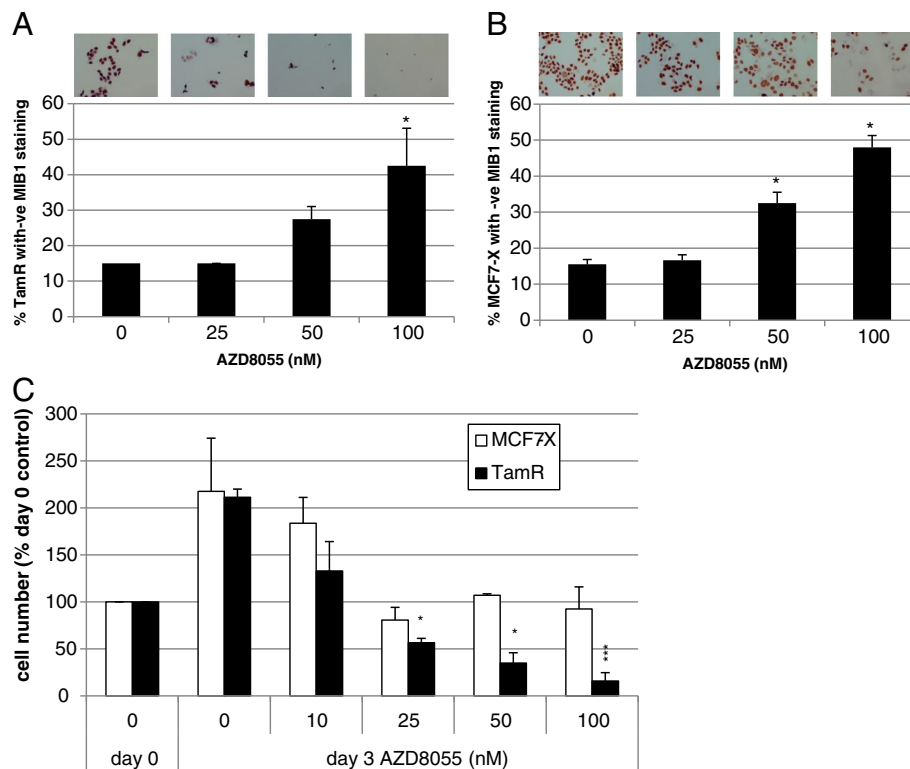 A
% TamR with-ve MIB1 staining
60
50
40
30
20
10
0
*
0 25 50 100
AZD8055 (nM)
B
% MCF7-X with -ve MIB1 staining
60
50
40
30
20
10
0
*
*
0 25 50 100
AZD8055 (nM)
C
cell number (% day 0 control)
300
250
200
150
100
50
0
MCF7-X
TamR
*
*
***
0 0 10 25 50 100
day 0 day 3 AZD8055 (nM)